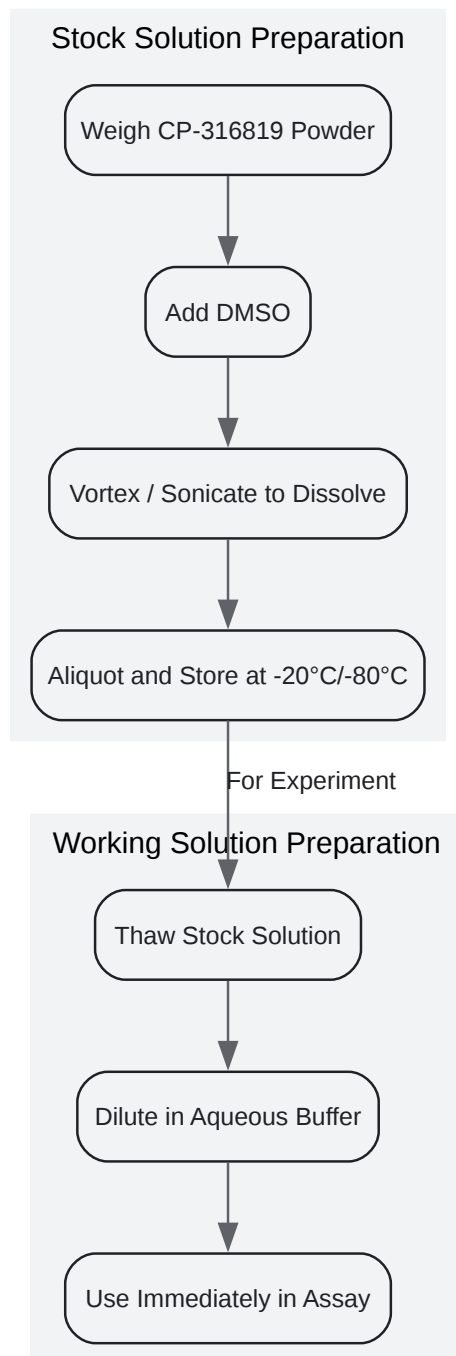 Stock Solution Preparation
Weigh CP-316819 Powder
Add DMSO
Vortex / Sonicate to Dissolve
Aliquot and Store at -20°C/-80°C
For Experiment
Working Solution Preparation
Thaw Stock Solution
Dilute in Aqueous Buffer
Use Immediately in Assay